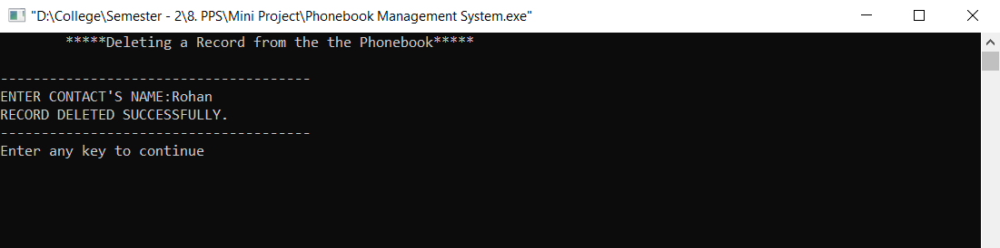 "D:\College\Semester - 2\8. PPS\Mini Project\Phonebook Management System.exe"
*****Deleting a Record from the the Phonebook*****
--------------------------------------
ENTER CONTACT'S NAME:Rohan
RECORD DELETED SUCCESSFULLY.
--------------------------------------
Enter any key to continue